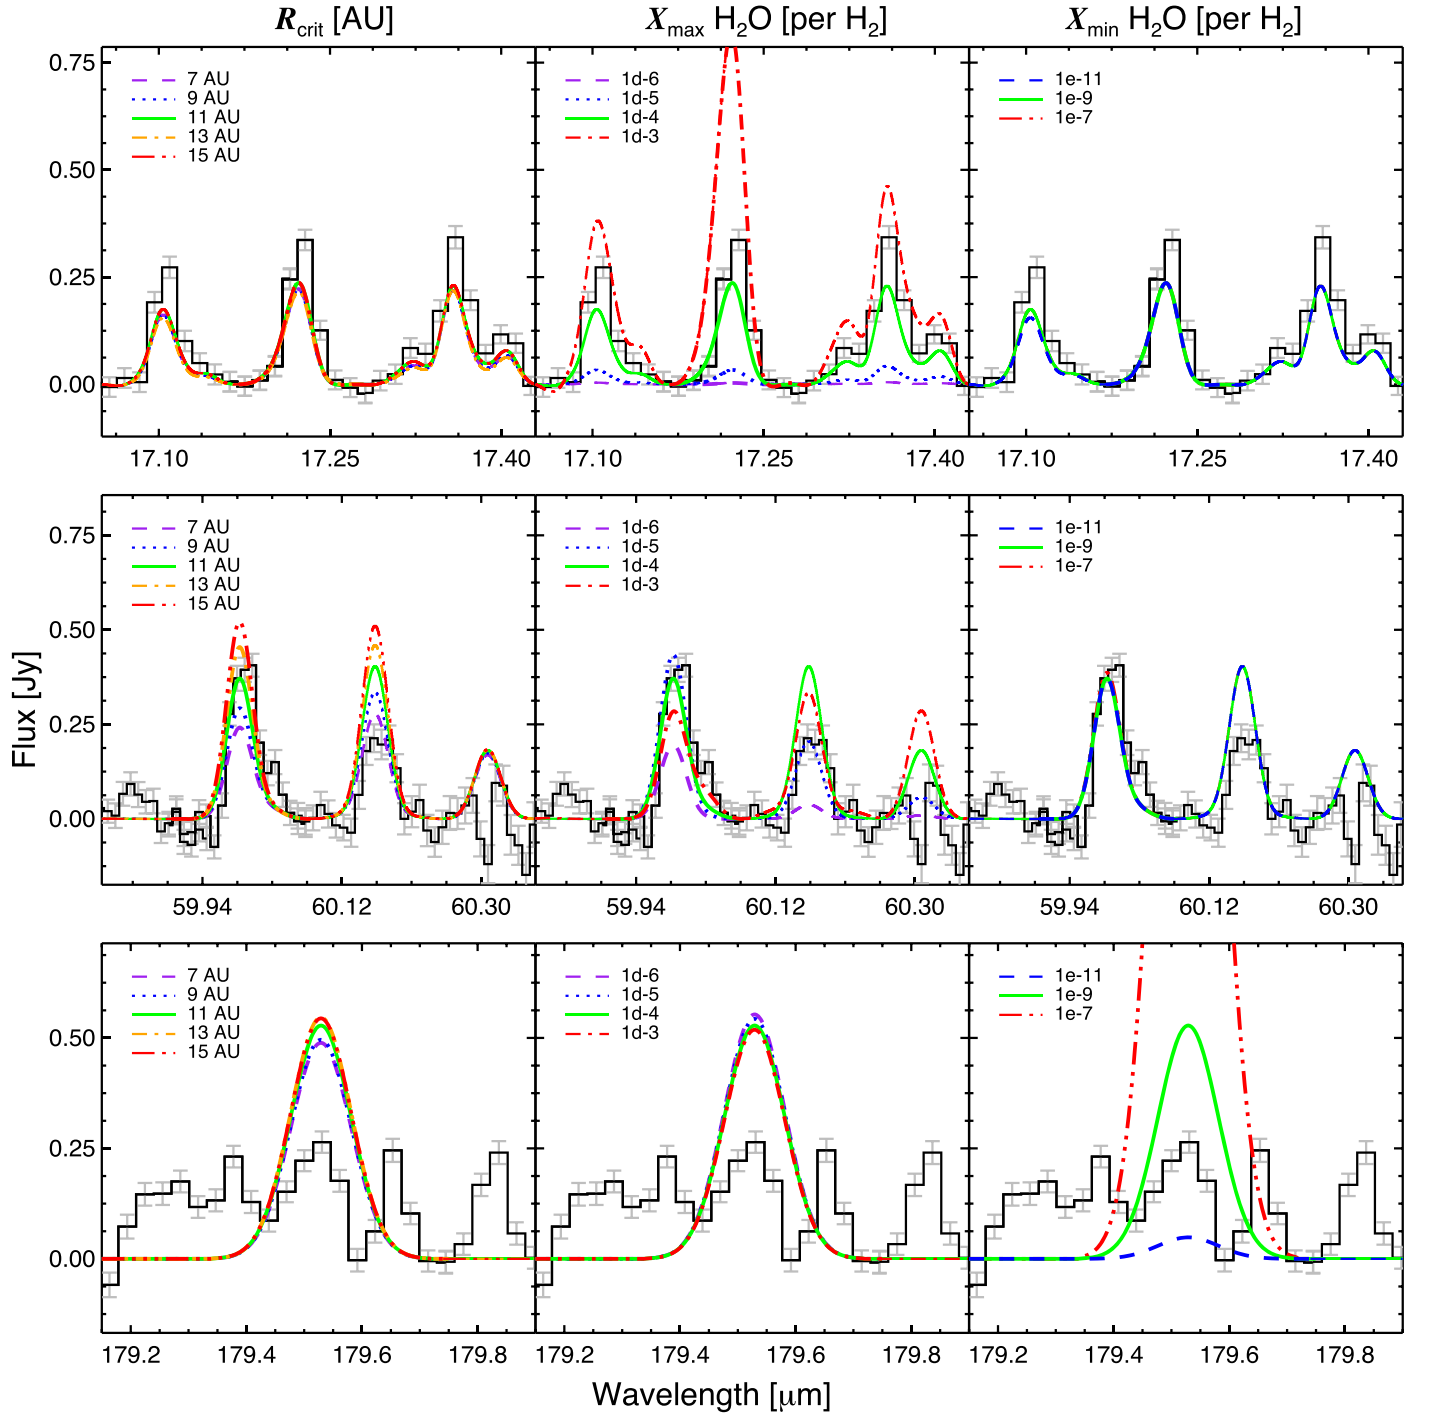 R_crit [AU]
X_max H₂O [per H₂]
X_min H₂O [per H₂]
0.75
0.50
0.25
0.00
7 AU
9 AU
11 AU
13 AU
15 AU
1d-6
1d-5
1d-4
1d-3
1e-11
1e-9
1e-7
17.10
17.25
17.40
17.10
17.25
17.40
17.10
17.25
17.40
Flux [Jy]
0.75
0.50
0.25
0.00
7 AU
9 AU
11 AU
13 AU
15 AU
1d-6
1d-5
1d-4
1d-3
1e-11
1e-9
1e-7
59.94
60.12
60.30
59.94
60.12
60.30
59.94
60.12
60.30
0.50
0.25
0.00
7 AU
9 AU
11 AU
13 AU
15 AU
1d-6
1d-5
1d-4
1d-3
1e-11
1e-9
1e-7
179.2
179.4
179.6
179.8
179.2
179.4
179.6
179.8
179.2
179.4
179.6
179.8
Wavelength [μm]